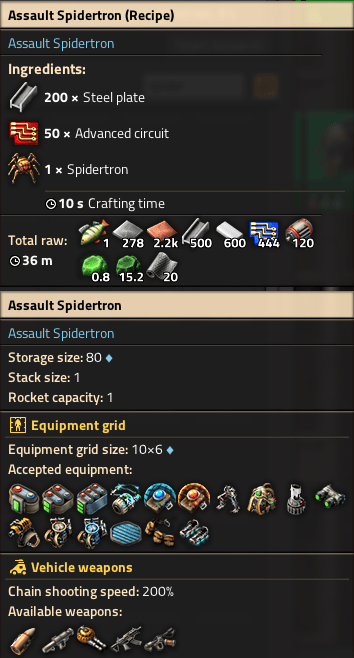 Assault Spidertron (Recipe)
Assault Spidertron
Ingredients:
200 × Steel plate
50 × Advanced circuit
1 × Spidertron
10 s Crafting time
Total raw: 1 278 2.2k 500 600 444 120
36 m 0.8 15.2 20
Assault Spidertron
Assault Spidertron
Storage size: 80
Stack size: 1
Rocket capacity: 1
Equipment grid
Equipment grid size: 10×6
Accepted equipment:
Vehicle weapons
Chain shooting speed: 200%
Available weapons: